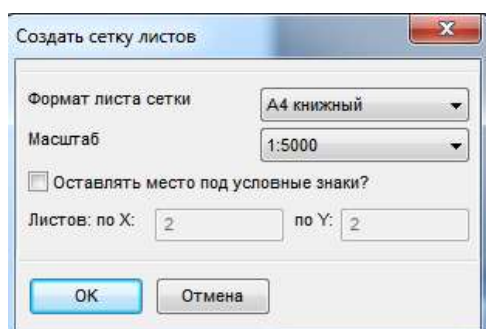 Создать сетку листов
Формат листа сетки А4 книжный
Масштаб 1:5000
Оставлять место под условные знаки?
Листов: по X: 2 по Y: 2
OK Отмена